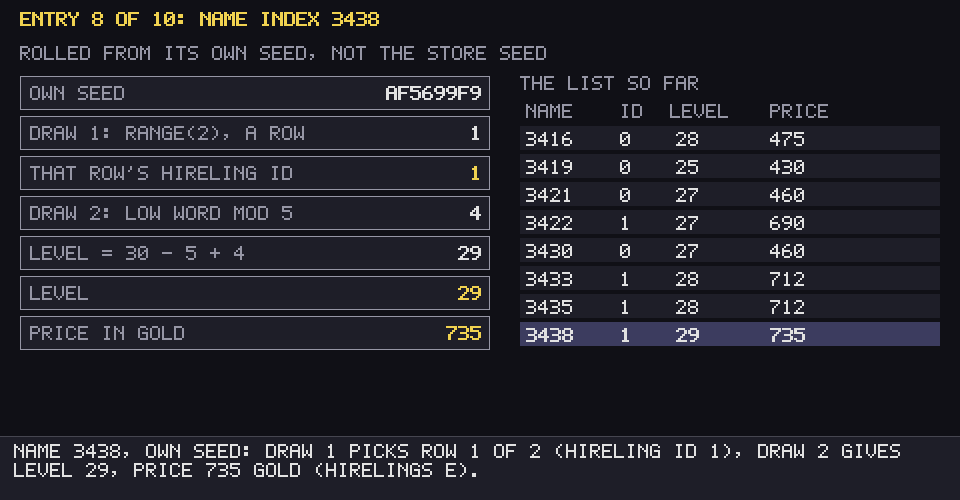 ENTRY 8 OF 10: NAME INDEX 3438
ROLLED FROM ITS OWN SEED, NOT THE STORE SEED
OWN SEED AF5699F9
DRAW 1: RANGE(2), A ROW 1
THAT ROW'S HIRELING ID 1
DRAW 2: LOW WORD MOD 5 4
LEVEL = 30 - 5 + 4 29
LEVEL 29
PRICE IN GOLD 735
THE LIST SO FAR
NAME ID LEVEL PRICE
3416 0 28 475
3419 0 25 430
3421 0 27 460
3422 1 27 690
3430 0 27 460
3433 1 28 712
3435 1 28 712
3438 1 29 735
NAME 3438, OWN SEED: DRAW 1 PICKS ROW 1 OF 2 (HIRELING ID 1), DRAW 2 GIVES
LEVEL 29, PRICE 735 GOLD (HIRELINGS E).